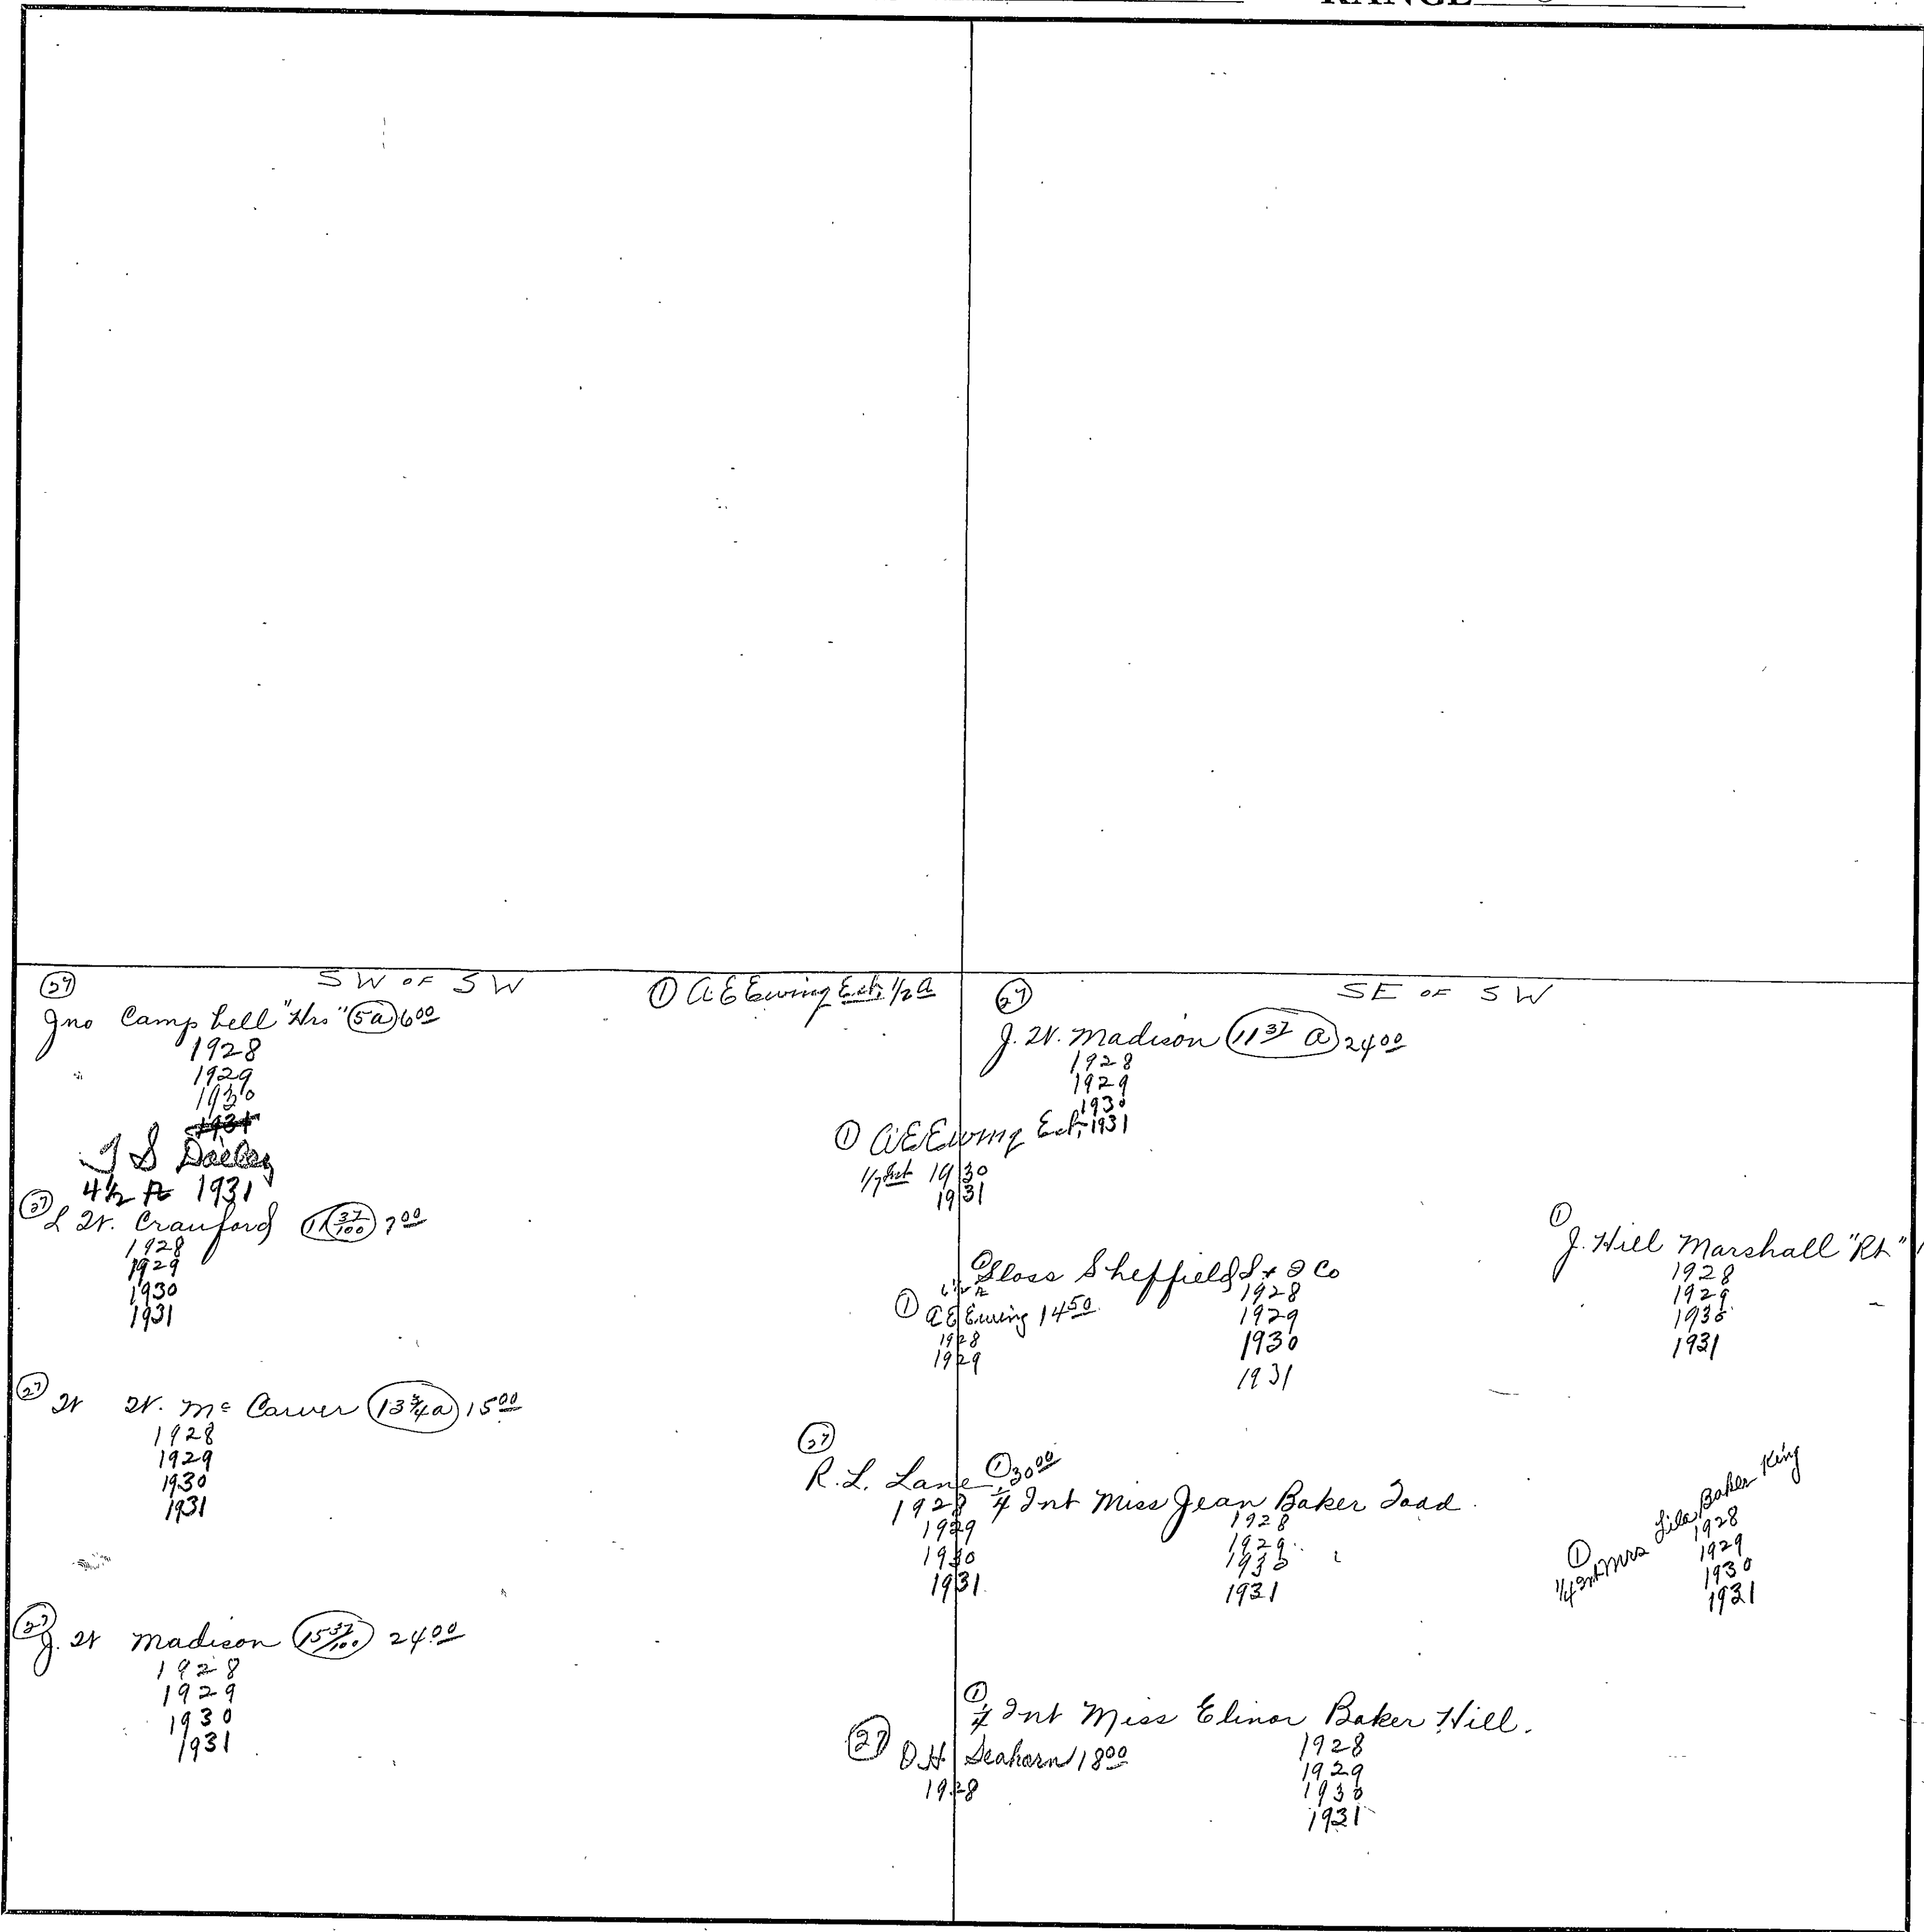 RANGE
SW OF SW
(27)
Jno Campbell "Hrs" (5a) 6 00
1928
1929
1930
1931
4 1/2 A 1931
(27) L W. Crawford 37/100 7 00
1928
1929
1930
1931
(27) W W. Mc Carver (13 3/4 a) 15 00
1928
1929
1930
1931
(27) J. W Madison (15 37/100) 24 00
1928
1929
1930
1931
(1) A E Ewing Est, 1/2 a
SE OF SW
(27)
J. W. Madison (11 37 a) 24 00
1928
1929
1930
1931
(1) A E Ewing Est,
1/7 Int 1930
1931
(1) Sloss Sheffield S + I Co
1928
1929
1930
1931
(1) A E Ewing 14 50
1928
1929
(1) J. Hill Marshall "Rt"
1928
1929
1930
1931
(27)
R. L. Lane 30 00
1928
1929
1930
1931
(1)
1/4 Int Miss Jean Baker Todd
1928
1929
1930
1931
(1)
1/4 Int Mrs Lila Baker King
1928
1929
1930
1931
(1)
1/4 Int Miss Elinor Baker Hill.
1928
1929
1930
1931
(27) O. H Seahorn 18 00
1928